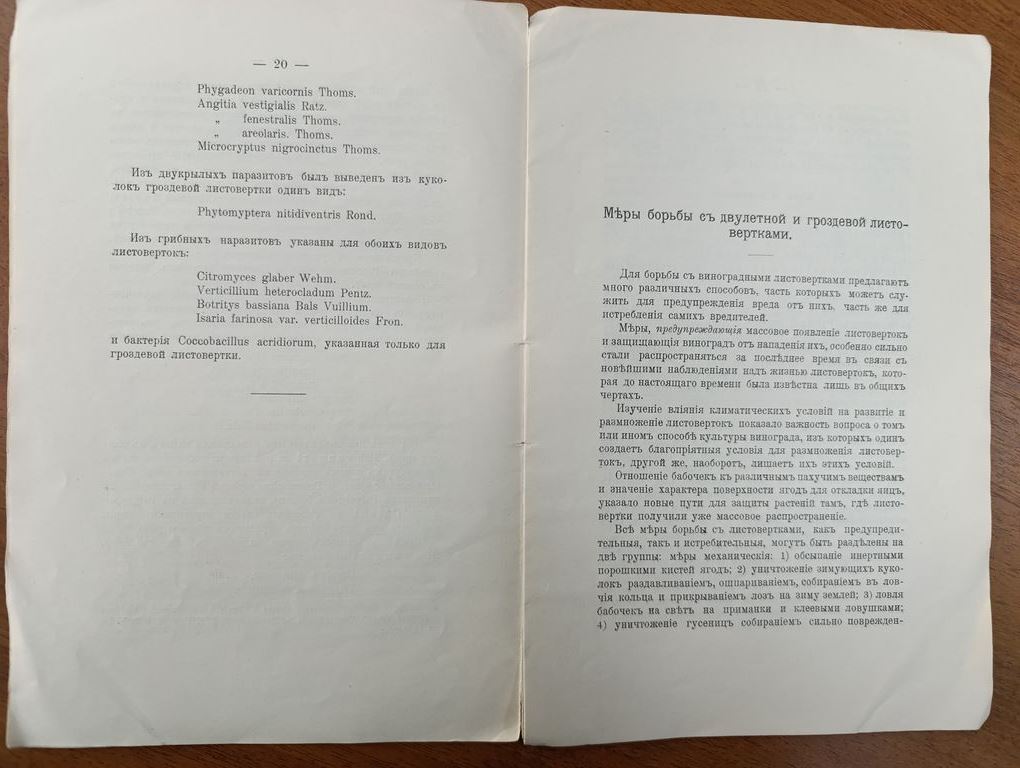 — 20 —
Phygadeon varicornis Thoms.
Angitia vestigialis Ratz.
„ fenestralis Thoms.
„ areolaris. Thoms.
Microcryptus nigrocinctus Thoms.
Изъ двукрылыхъ паразитовъ былъ выведенъ изъ куко-
локъ гроздевой листовертки одинъ видъ:
Phytomyptera nitidiventris Rond.
Изъ грибныхъ паразитовъ указаны для обоихъ видовъ
листовертокъ:
Citromyces glaber Wehm.
Verticillium heterocladum Pentz.
Botritys bassiana Bals Vuillium.
Isaria farinosa var. verticilloides Fron.
и бактерія Coccobacillus acridiorum, указанная только для
гроздевой листовертки.
Мѣры борьбы съ двулетной и гроздевой листо-
вертками.
Для борьбы съ виноградными листовертками предлагаютъ
много различныхъ способовъ, часть которыхъ можетъ слу-
жить для предупрежденія вреда отъ нихъ, часть же для
истребленія самихъ вредителей.
Мѣры, предупреждающія массовое появленіе листовертокъ
и защищающія виноградъ отъ нападенія ихъ, особенно сильно
стали распространяться за послѣднее время въ связи съ
новѣйшими наблюденіями надъ жизнью листовертокъ, кото-
рая до настоящаго времени была извѣстна лишь въ общихъ
чертахъ.
Изученіе вліянія климатическихъ условій на развитіе и
размноженіе листовертокъ показало важность вопроса о томъ
или иномъ способѣ культуры винограда, изъ которыхъ одинъ
создаетъ благопріятныя условія для размноженія листовер-
токъ, другой же, наоборотъ, лишаетъ ихъ этихъ условій.
Отношеніе бабочекъ къ различнымъ пахучимъ веществамъ
и значеніе характера поверхности ягодъ для откладки яицъ,
указало новые пути для защиты растеній тамъ, гдѣ листо-
вертки получили уже массовое распространеніе.
Всѣ мѣры борьбы съ листовертками, какъ предупреди-
тельныя, такъ и истребительныя, могутъ быть раздѣлены на
двѣ группы: мѣры механическія: 1) обсыпаніе инертными
порошками кистей ягодъ; 2) уничтоженіе зимующихъ куко-
локъ раздавливаніемъ, ошпариваніемъ, собираніемъ въ лов-
чія кольца и прикрываніемъ лозъ на зиму землей; 3) ловля
бабочекъ на свѣтъ на приманки и клеевыми ловушками;
4) уничтоженіе гусеницъ собираніемъ сильно поврежден-